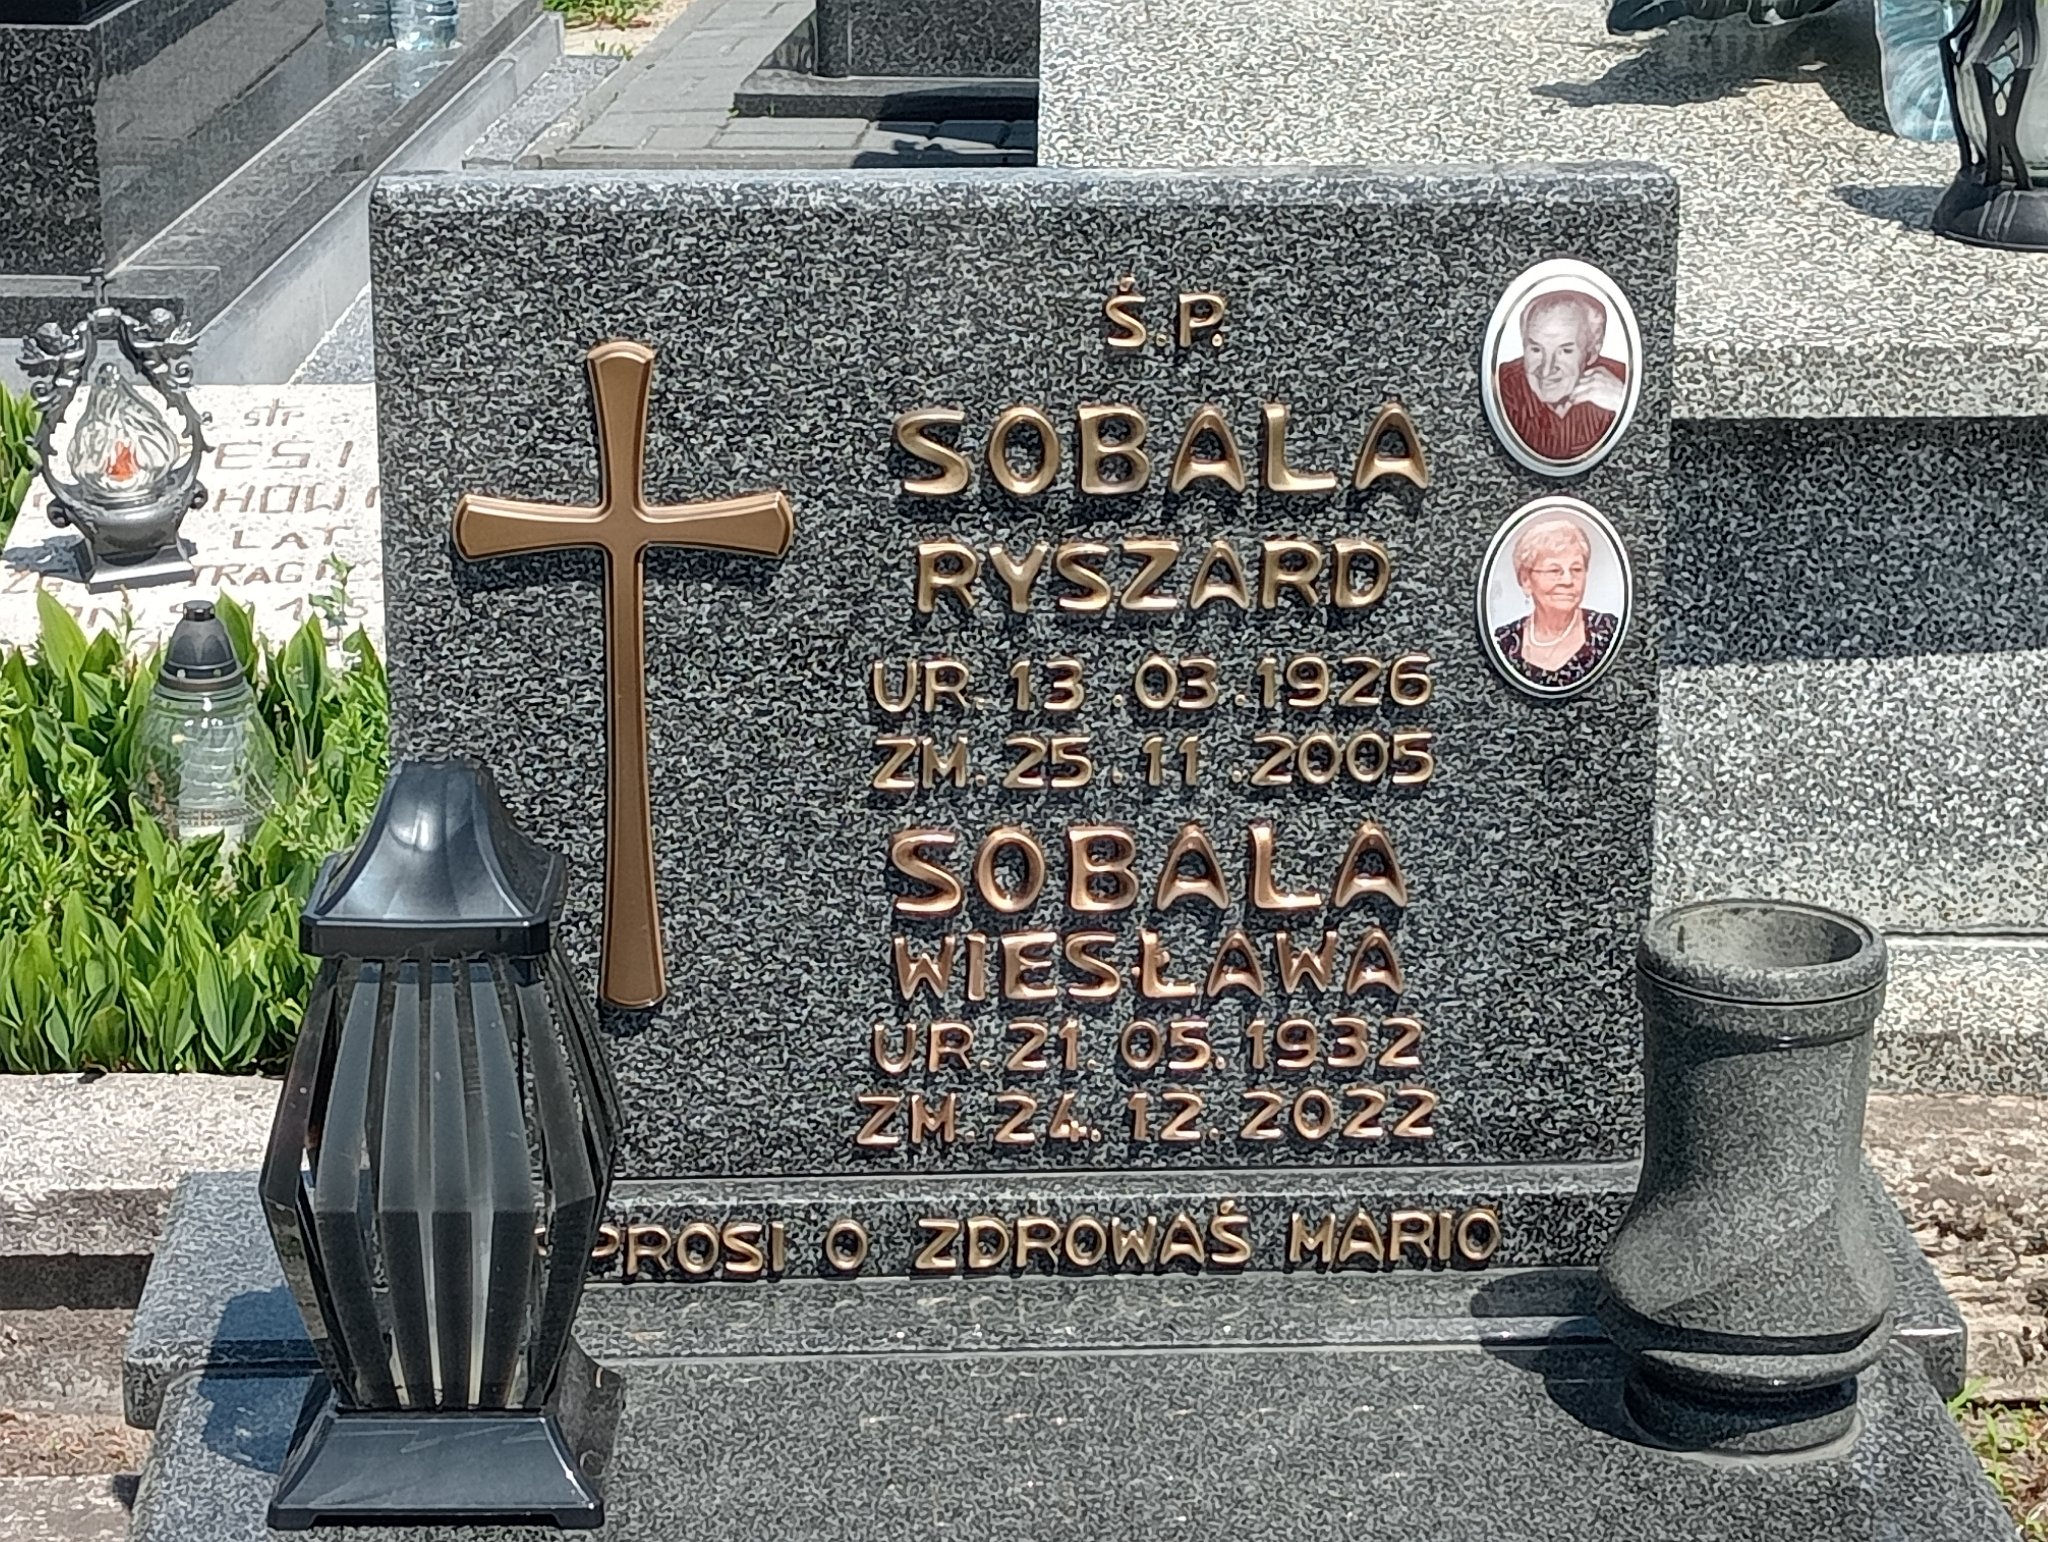 Ś.P.
SOBALA
RYSZARD
UR. 13.03.1926
ZM. 25.11.2005
SOBALA
WIESŁAWA
UR. 21.05.1932
ZM. 24.12.2022
PROSI O ZDROWAŚ MARIO
LAT